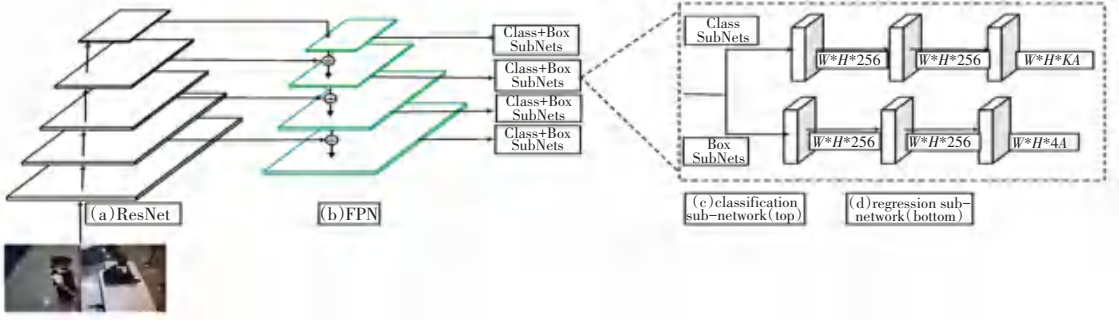 Class+Box
SubNets
Class+Box
SubNets
Class+Box
SubNets
Class+Box
SubNets
Class
SubNets
W*H*256
W*H*256
W*H*KA
Box
SubNets
W*H*256
W*H*256
W*H*4A
(a)ResNet
(b)FPN
(c)classification
sub-network(top)
(d)regression sub-
network(bottom)